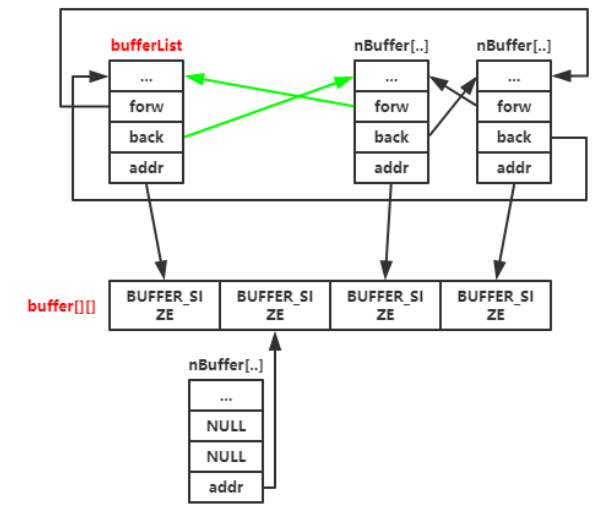 bufferList
nBuffer[..]
nBuffer[..]
...
...
...
forw
forw
forw
back
back
back
addr
addr
addr
buffer[][]
BUFFER_SI
ZE
BUFFER_SI
ZE
BUFFER_SI
ZE
BUFFER_SI
ZE
nBuffer[..]
...
NULL
NULL
addr